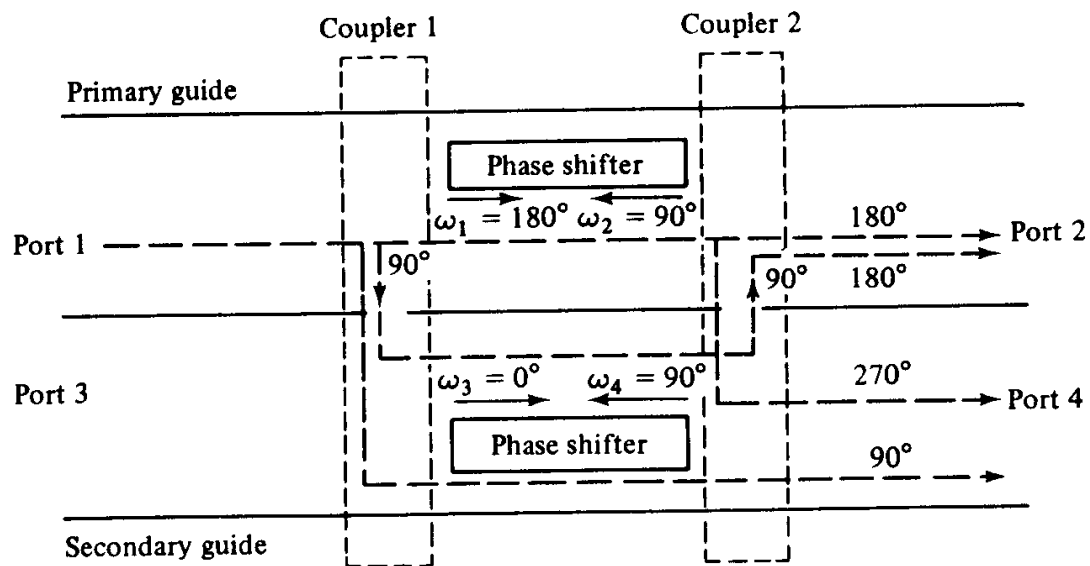 Coupler 1
Coupler 2
Primary guide
Phase shifter
ω₁ = 180° ω₂ = 90°
180°
Port 1
Port 2
90°
90°
180°
ω₃ = 0°
ω₄ = 90°
270°
Port 3
Port 4
Phase shifter
90°
Secondary guide